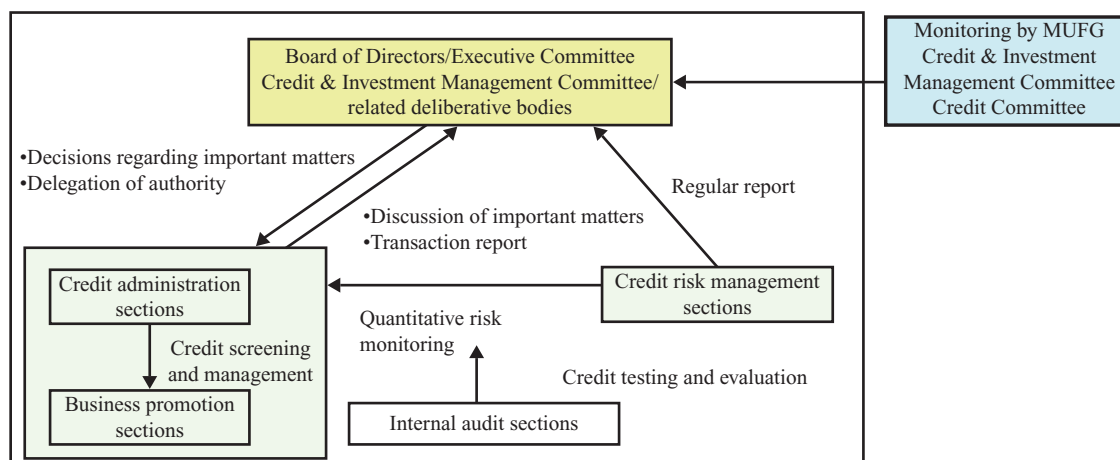 Board of Directors/Executive Committee
Credit & Investment Management Committee/
related deliberative bodies
Monitoring by MUFG
Credit & Investment
Management Committee
Credit Committee
•Decisions regarding important matters
•Delegation of authority
Regular report
•Discussion of important matters
•Transaction report
Credit administration
sections
Credit screening
and management
Business promotion
sections
Credit risk management
sections
Quantitative risk
monitoring
Credit testing and evaluation
Internal audit sections